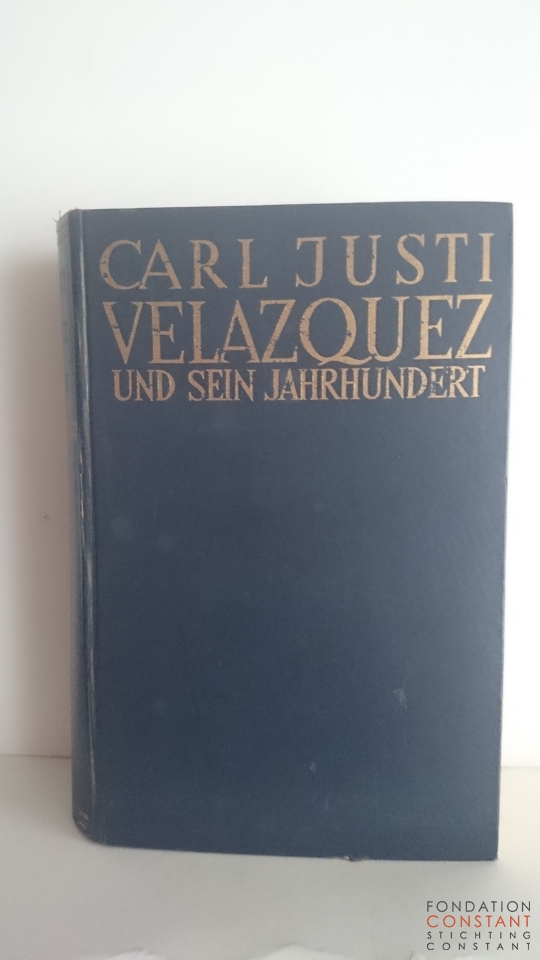 CARL JUSTI
VELAZQUEZ
UND SEIN JAHRHUNDERT
FONDATION
CONSTANT
STICHTING
CONSTANT